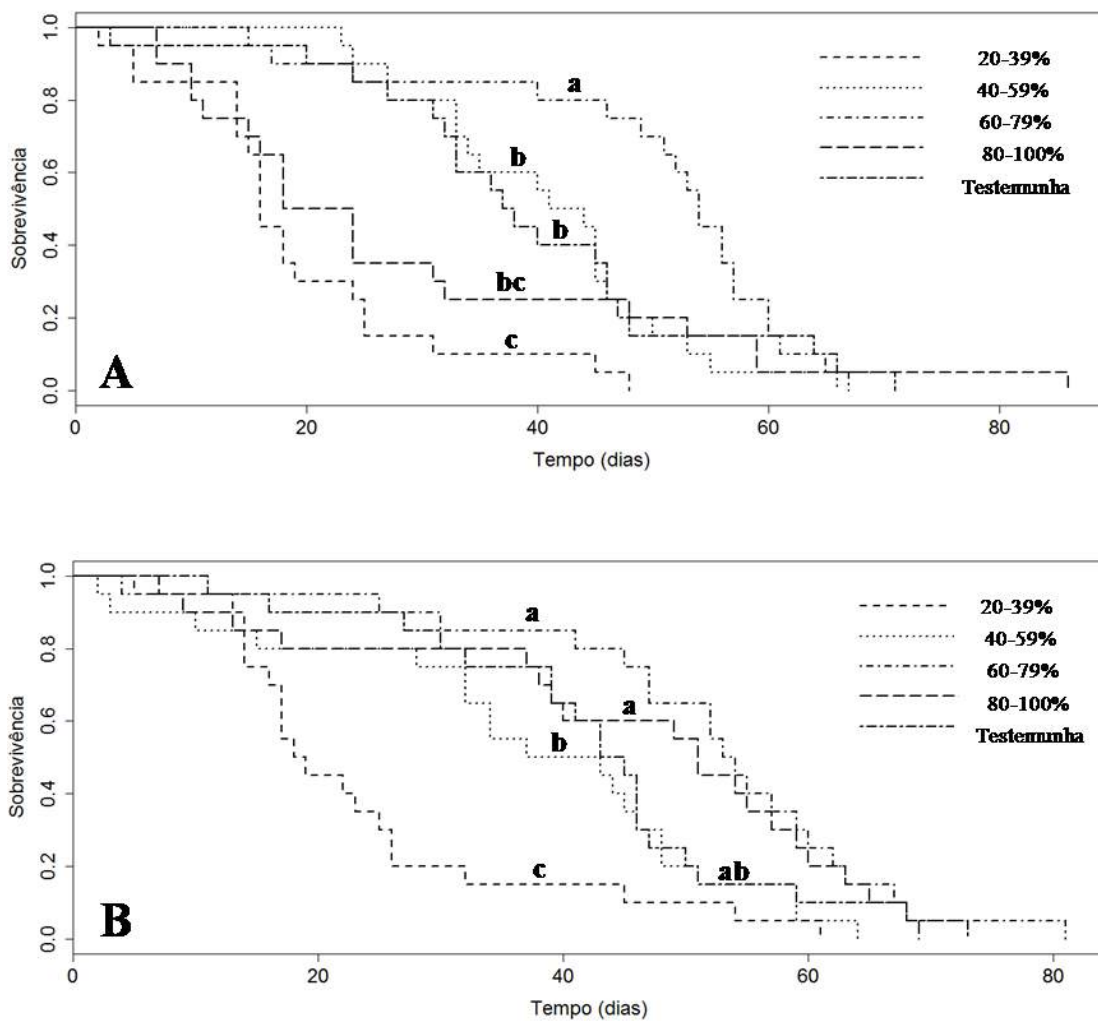 1.0
0.8
0.6
0.4
0.2
0.0
Sobrevivência
a
b
b
bc
c
A
20-39%
40-59%
60-79%
80-100%
Testemunha
0 20 40 60 80
Tempo (dias)
1.0
0.8
0.6
0.4
0.2
0.0
Sobrevivência
a
a
b
ab
c
B
20-39%
40-59%
60-79%
80-100%
Testemunha
0 20 40 60 80
Tempo (dias)